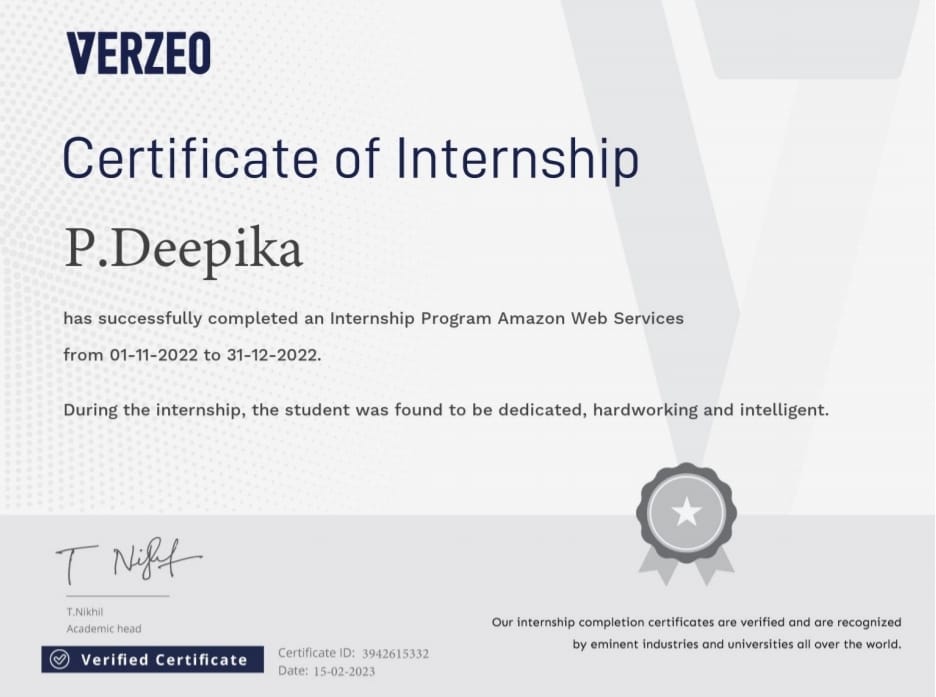 VERZEO
Certificate of Internship
P.Deepika
has successfully completed an Internship Program Amazon Web Services
from 01-11-2022 to 31-12-2022.
During the internship, the student was found to be dedicated, hardworking and intelligent.
T Nikhil
T.Nikhil
Academic head
Verified Certificate
Certificate ID: 3942615332
Date: 15-02-2023
Our internship completion certificates are verified and are recognized
by eminent industries and universities all over the world.